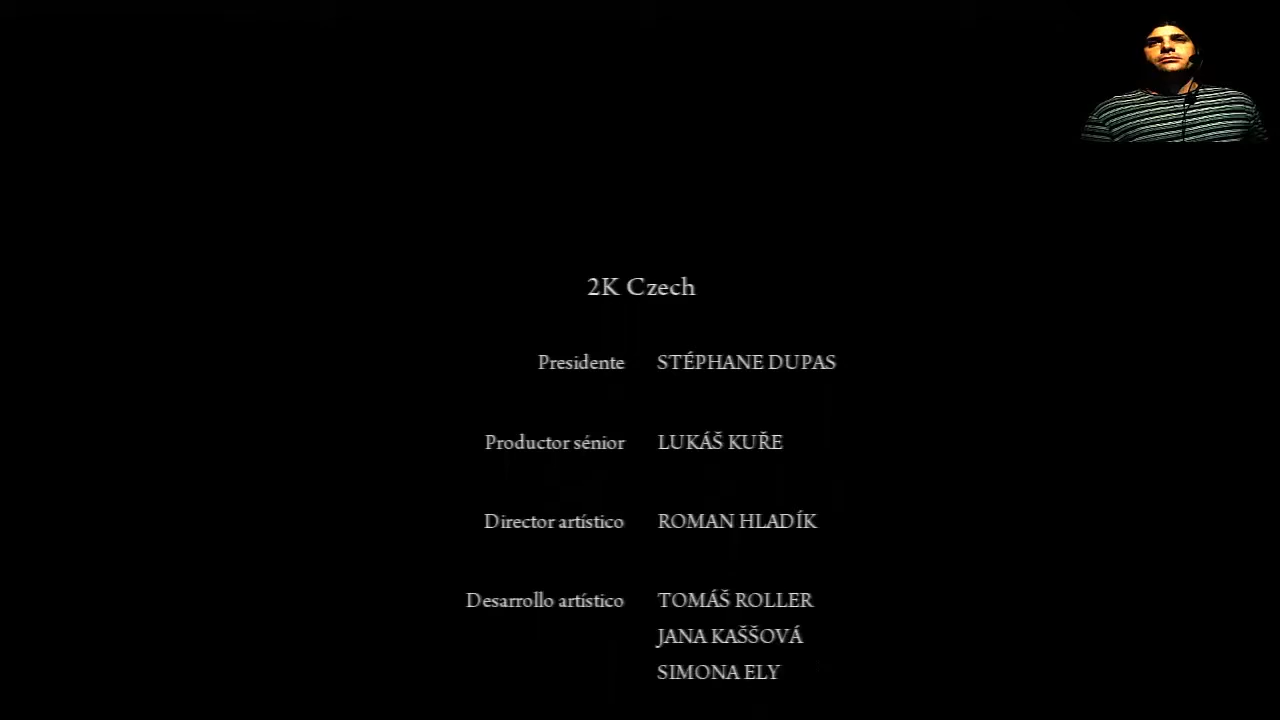 2K Czech
Presidente STÉPHANE DUPAS
Productor sénior LUKÁŠ KUŘE
Director artístico ROMAN HLADÍK
Desarrollo artístico TOMÁŠ ROLLER
JANA KAŠŠOVÁ
SIMONA ELY